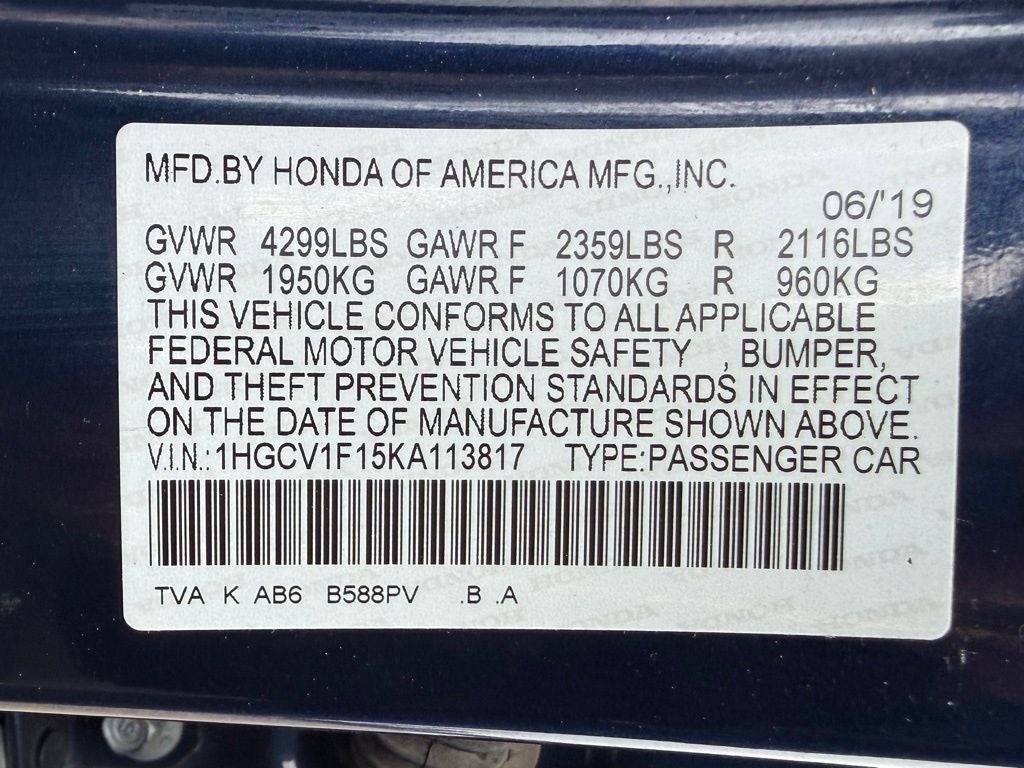 MFD.BY HONDA OF AMERICA MFG.,INC.
06/'19
GVWR 4299LBS GAWR F 2359LBS R 2116LBS
GVWR 1950KG GAWR F 1070KG R 960KG
THIS VEHICLE CONFORMS TO ALL APPLICABLE
FEDERAL MOTOR VEHICLE SAFETY , BUMPER,
AND THEFT PREVENTION STANDARDS IN EFFECT
ON THE DATE OF MANUFACTURE SHOWN ABOVE.
V.I.N.:1HGCV1F15KA113817 TYPE:PASSENGER CAR
TVA K AB6 B588PV .B .A